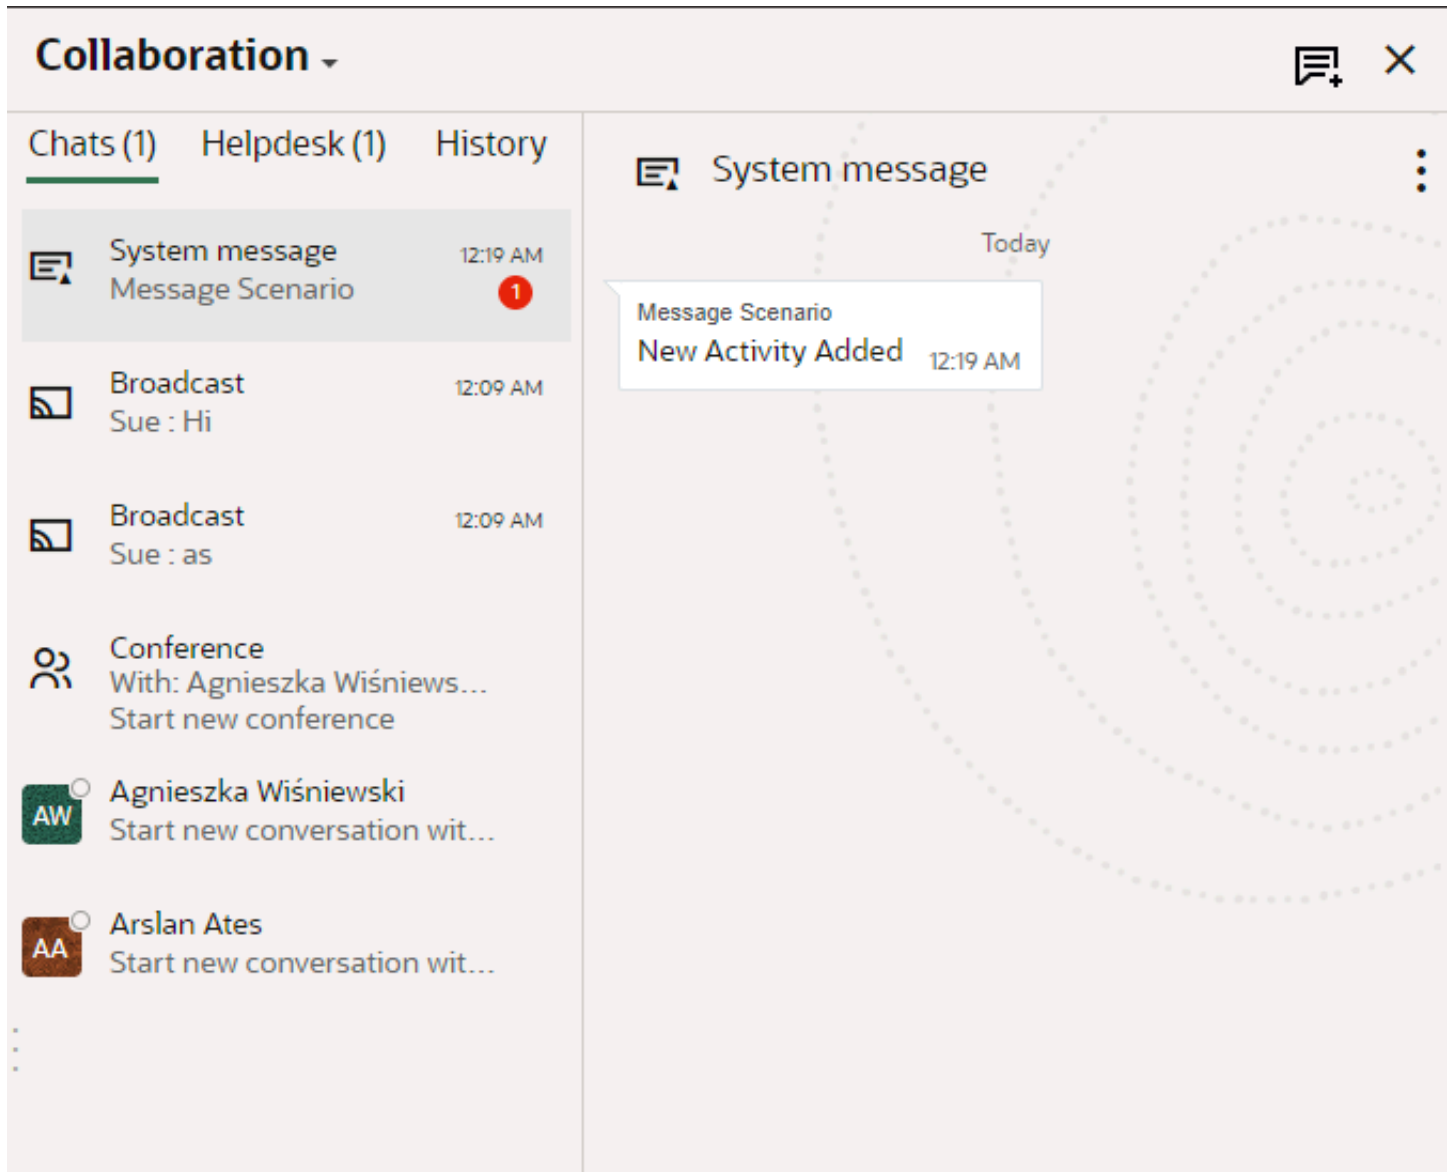 Collaboration
Chats (1) Helpdesk (1) History
System message 12:19 AM
Message Scenario 1
Broadcast 12:09 AM
Sue : Hi
Broadcast 12:09 AM
Sue : as
Conference
With: Agnieszka Wiśniews...
Start new conference
AW Agnieszka Wiśniewski
Start new conversation wit...
AA Arslan Ates
Start new conversation wit...
System message
Today
Message Scenario
New Activity Added 12:19 AM